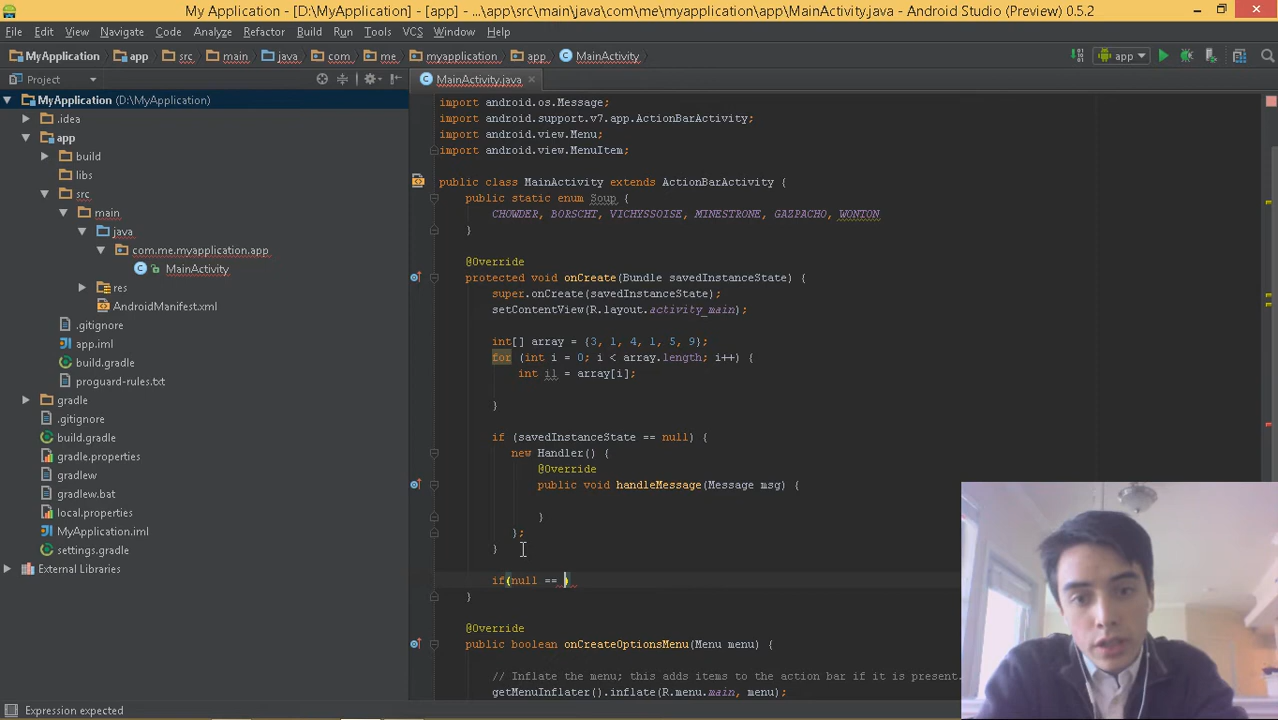 My Application - [D:\MyApplication] - [app] - ...\app\src\main\java\com\me\myapplication\app\MainActivity.java - Android Studio (Preview) 0.5.2
File Edit View Navigate Code Analyze Refactor Build Run Tools VCS Window Help
MyApplication app src main java com me myapplication app MainActivity app
Project
MainActivity.java
MyApplication (D:\MyApplication)
.idea
app
build
libs
src
main
java
com.me.myapplication.app
MainActivity
res
AndroidManifest.xml
.gitignore
app.iml
build.gradle
proguard-rules.txt
gradle
.gitignore
build.gradle
gradle.properties
gradlew
gradlew.bat
local.properties
MyApplication.iml
settings.gradle
External Libraries
import android.os.Message;
import android.support.v7.app.ActionBarActivity;
import android.view.Menu;
import android.view.MenuItem;
public class MainActivity extends ActionBarActivity {
public static enum Soup {
CHOWDER, BORSCHT, VICHYSSOISE, MINESTRONE, GAZPACHO, WONTON
}
@Override
protected void onCreate(Bundle savedInstanceState) {
super.onCreate(savedInstanceState);
setContentView(R.layout.activity_main);
int[] array = {3, 1, 4, 1, 5, 9};
for (int i = 0; i < array.length; i++) {
int il = array[i];
}
if (savedInstanceState == null) {
new Handler() {
@Override
public void handleMessage(Message msg) {
}
};
}
if(null == )
}
@Override
public boolean onCreateOptionsMenu(Menu menu) {
// Inflate the menu; this adds items to the action bar if it is present.
getMenuInflater().inflate(R.menu.main, menu);
Expression expected